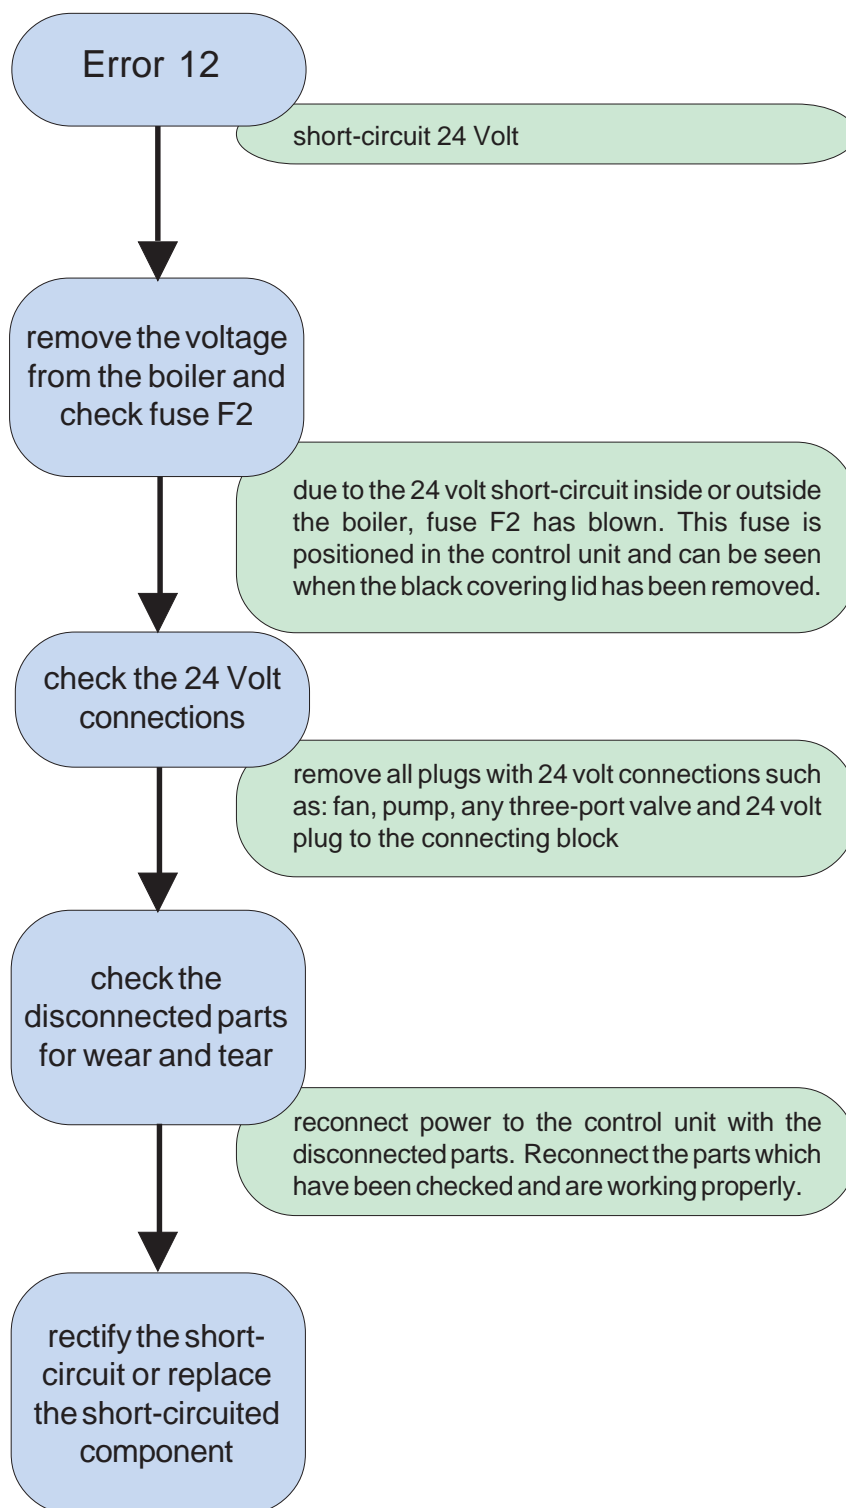 Error 12
short-circuit 24 Volt
remove the voltage
from the boiler and
check fuse F2
due to the 24 volt short-circuit inside or outside
the boiler, fuse F2 has blown. This fuse is
positioned in the control unit and can be seen
when the black covering lid has been removed.
check the 24 Volt
connections
remove all plugs with 24 volt connections such
as: fan, pump, any three-port valve and 24 volt
plug to the connecting block
check the
disconnected parts
for wear and tear
reconnect power to the control unit with the
disconnected parts. Reconnect the parts which
have been checked and are working properly.
rectify the short-
circuit or replace
the short-circuited
component